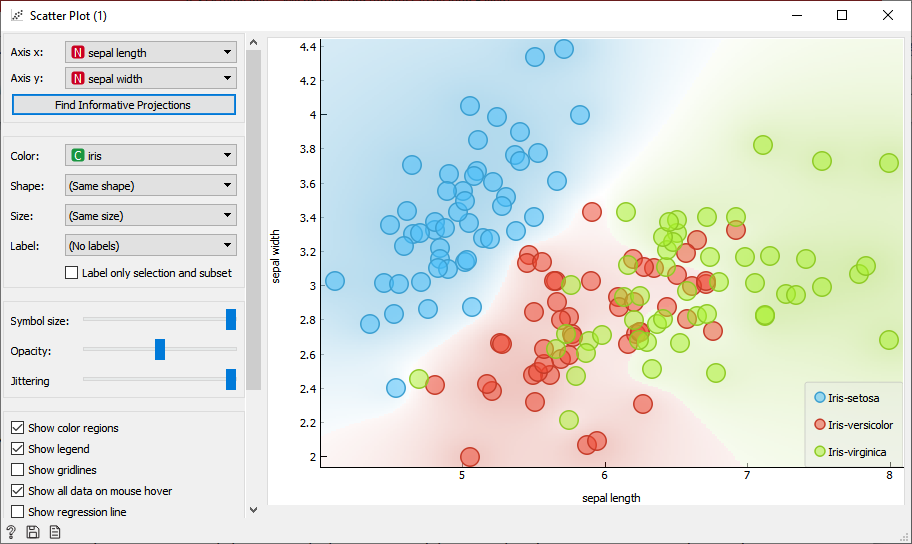 Scatter Plot (1)
Axis x: N sepal length
Axis y: N sepal width
Find Informative Projections
Color: C iris
Shape: (Same shape)
Size: (Same size)
Label: (No labels)
Label only selection and subset
Symbol size:
Opacity:
Jittering
Show color regions
Show legend
Show gridlines
Show all data on mouse hover
Show regression line
?
sepal width
4.4
4.2
4
3.8
3.6
3.4
3.2
3
2.8
2.6
2.4
2.2
2
5 6 7 8
sepal length
Iris-setosa
Iris-versicolor
Iris-virginica